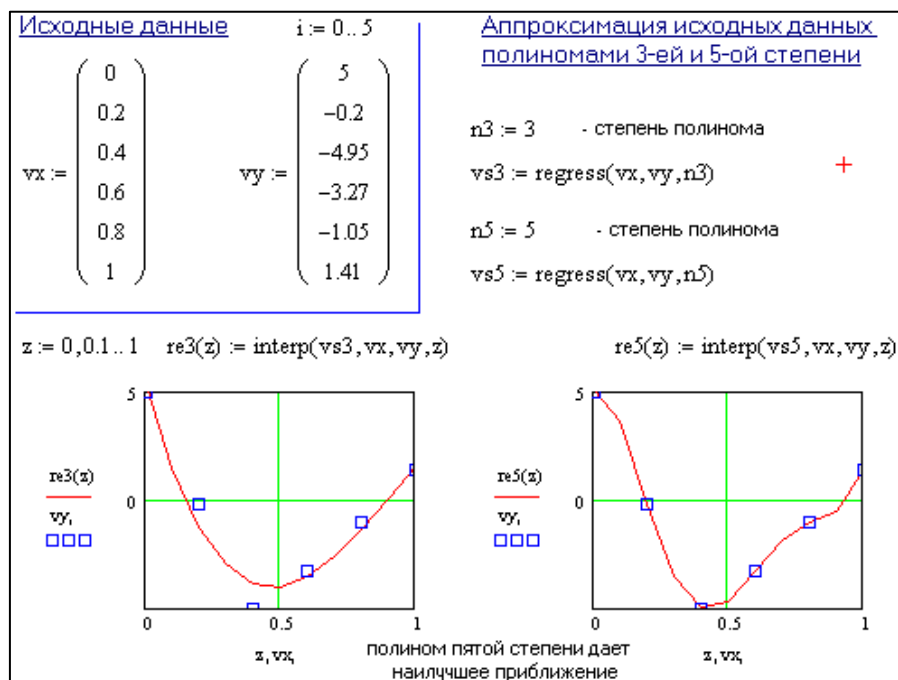 Исходные данные
i := 0 .. 5
vx :=
0
0.2
0.4
0.6
0.8
1
vy :=
5
−0.2
−4.95
−3.27
−1.05
1.41
Аппроксимация исходных данных
полиномами 3-ей и 5-ой степени
n3 := 3 - степень полинома
vs3 := regress(vx,vy,n3)
n5 := 5 - степень полинома
vs5 := regress(vx,vy,n5)
z := 0,0.1 .. 1 re3(z) := interp(vs3,vx,vy,z) re5(z) := interp(vs5,vx,vy,z)
5
0
re3(z)
vyᵢ
0 0.5 1
z,vxᵢ
5
0
re5(z)
vyᵢ
0 0.5 1
z,vxᵢ
полином пятой степени дает
наилучшее приближение